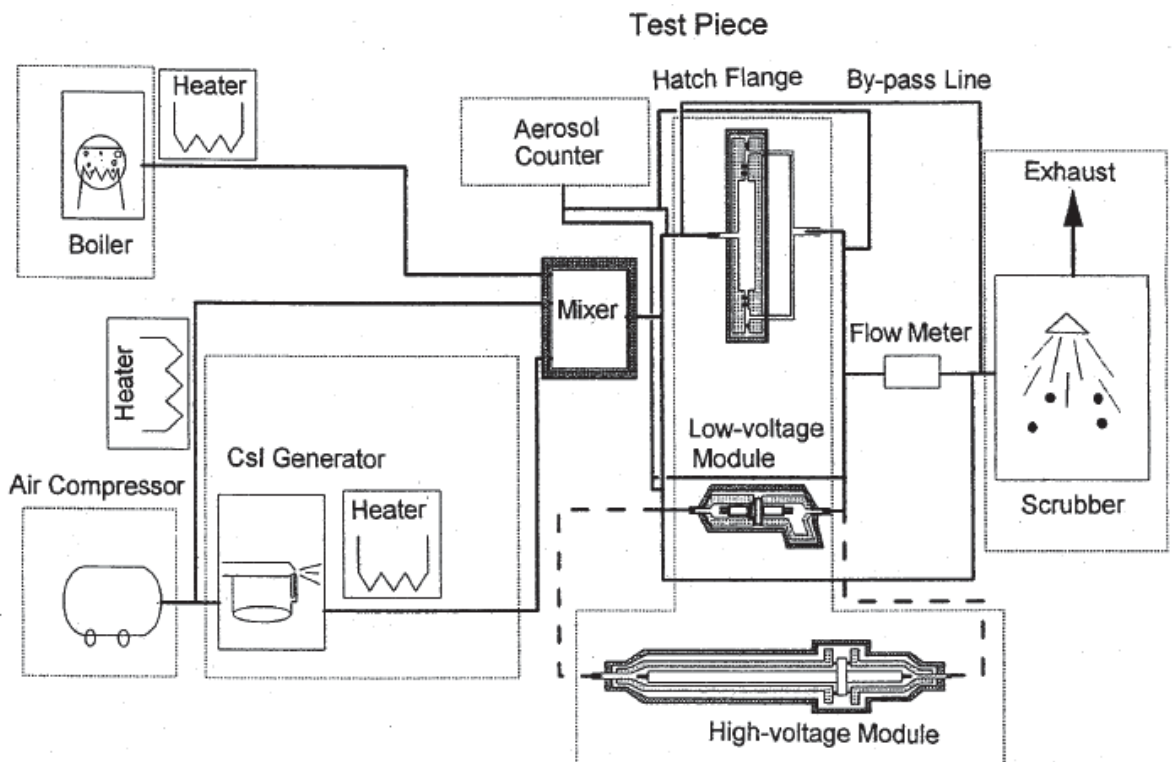 Test Piece
Heater
Hatch Flange
By-pass Line
Aerosol
Counter
Exhaust
Boiler
Mixer
Flow Meter
Heater
Low-voltage
Module
CsI Generator
Air Compressor
Heater
Scrubber
High-voltage Module